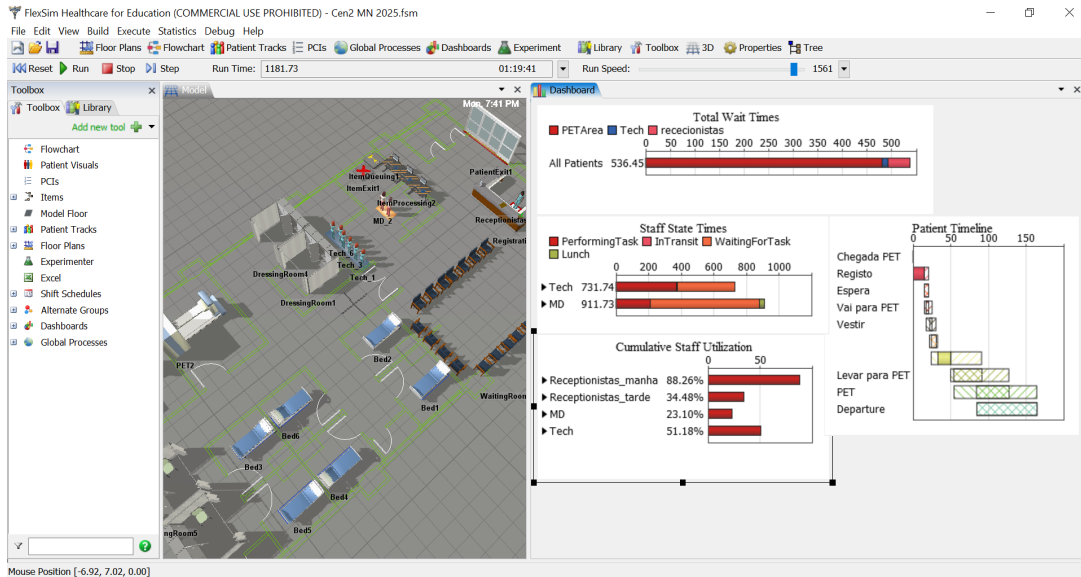 FlexSim Healthcare for Education (COMMERCIAL USE PROHIBITED) - Cen2 MN 2025.fsm
File Edit View Build Execute Statistics Debug Help
Floor Plans Flowchart Patient Tracks PCIs Global Processes Dashboards Experiment Library Toolbox 3D Properties Tree
Reset Run Stop Step Run Time: 1181.73 01:19:41 Run Speed: 1561
Toolbox
Toolbox Library
Add new tool
Flowchart
Patient Visuals
PCIs
Items
Model Floor
Patient Tracks
Floor Plans
Experimenter
Excel
Shift Schedules
Alternate Groups
Dashboards
Global Processes
Mouse Position [-6.92, 7.02, 0.00]
Model
Mon, 7:41 PM
PatientExit1
ItemQueuing1
ItemExit1
ItemProcessing2
MD_2
Receptionistas
Registrati
Tech_6
Tech_3
Tech_1
DressingRoom4
DressingRoom1
Bed2
PET2
WaitingRoom
Bed1
Bed6
Bed3
Bed4
Bed5
ngRoom5
Dashboard
Total Wait Times
PETArea Tech rececionistas
0 50 100 150 200 250 300 350 400 450 500
All Patients 536.45
Staff State Times
PerformingTask InTransit WaitingForTask
Lunch
0 200 400 600 800 1000
Tech 731.74
MD 911.73
Cumulative Staff Utilization
0 50
Receptionistas_manha 88.26%
Receptionistas_tarde 34.48%
MD 23.10%
Tech 51.18%
Patient Timeline
0 50 100 150
Chegada PET
Registo
Espera
Vai para PET
Vestir
Levar para PET
PET
Departure